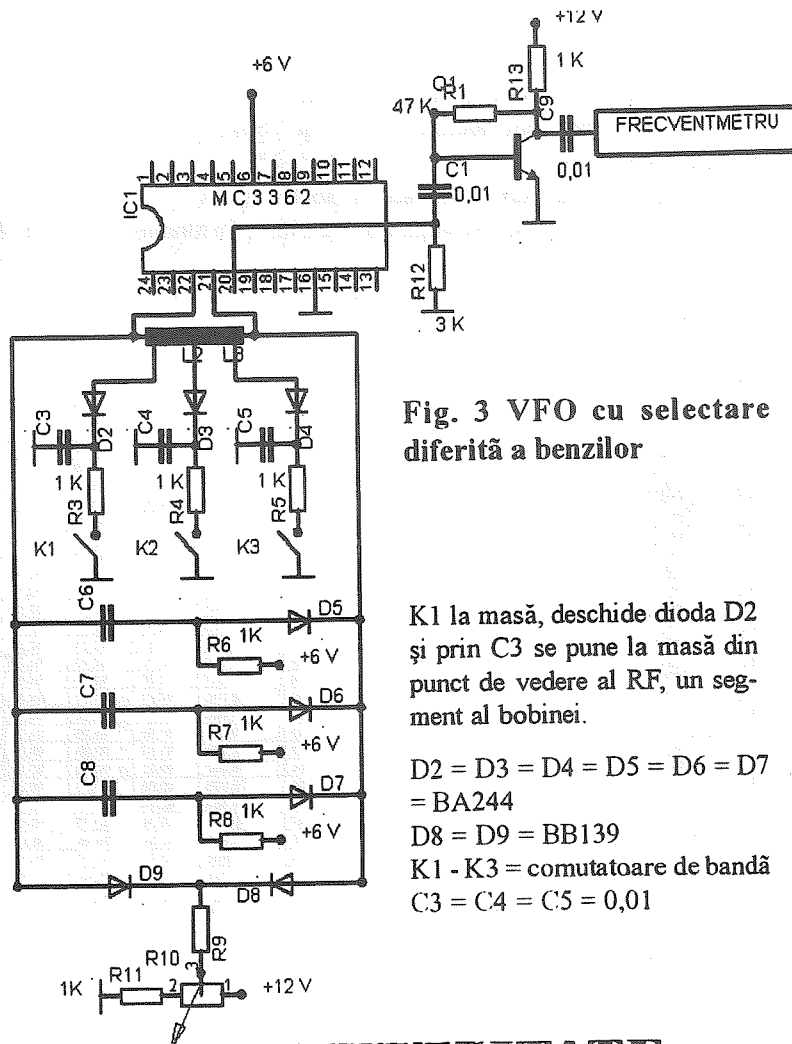 +12 V
+6 V
R13
1 K
Q1
R1
47 K
C9
FRECVENTMETRU
C1
0,01
0,01
1 2 3 4 5 6 7 8 9 10 11 12
IC1
MC3362
24 23 22 21 20 19 18 17 16 15 14 13
R12
3 K
L2 L3
C3 D2 C4 D3 C5 D4
1 K 1 K 1 K
R3 R4 R5
K1 K2 K3
Fig. 3 VFO cu selectare
diferită a benzilor
C6 D5
R6 1K
+6 V
C7 D6
R7 1K
+6 V
C8 D7
R8 1K
+6 V
D9 D8
R9
R10 3
1K R11 2 1 +12 V
K1 la masă, deschide dioda D2
și prin C3 se pune la masă din
punct de vedere al RF, un seg-
ment al bobinei.
D2 = D3 = D4 = D5 = D6 = D7
= BA244
D8 = D9 = BB139
K1 - K3 = comutatoare de bandă
C3 = C4 = C5 = 0,01